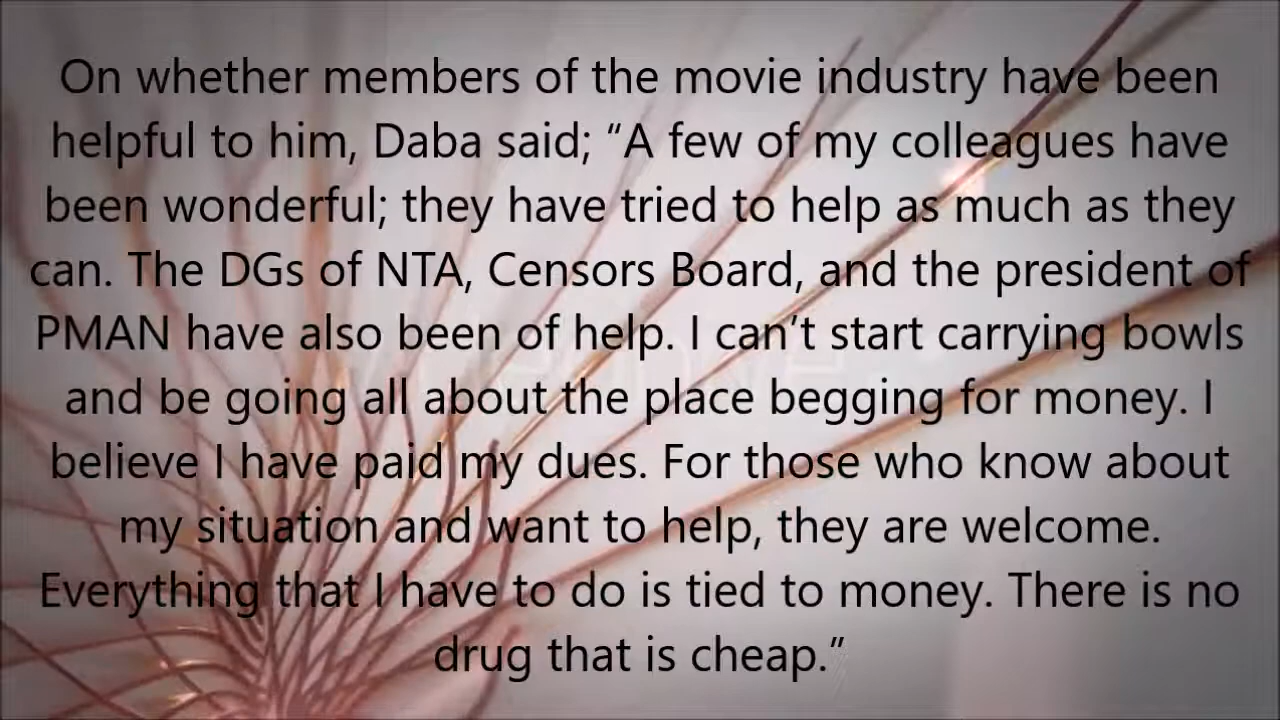 On whether members of the movie industry have been
helpful to him, Daba said; “A few of my colleagues have
been wonderful; they have tried to help as much as they
can. The DGs of NTA, Censors Board, and the president of
PMAN have also been of help. I can’t start carrying bowls
and be going all about the place begging for money. I
believe I have paid my dues. For those who know about
my situation and want to help, they are welcome.
Everything that I have to do is tied to money. There is no
drug that is cheap.”